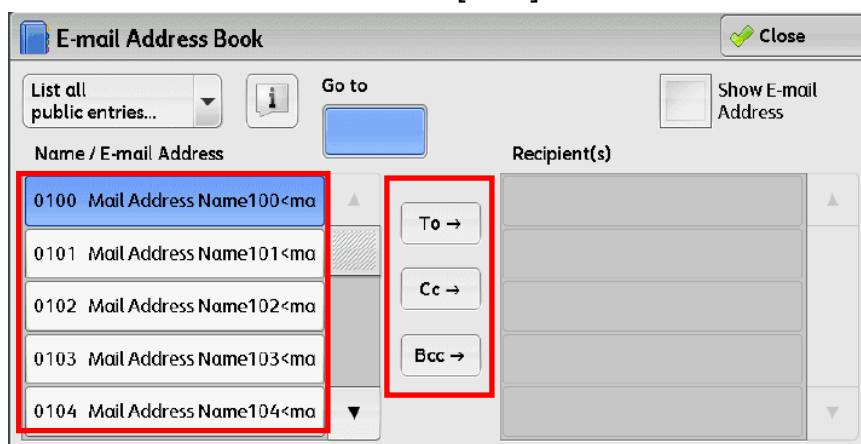 E-mail Address Book
Close
List all
public entries...
Go to
Show E-mail
Address
Name / E-mail Address
Recipient(s)
0100 Mail Address Name100<ma
0101 Mail Address Name101<ma
0102 Mail Address Name102<ma
0103 Mail Address Name103<ma
0104 Mail Address Name104<ma
To →
Cc →
Bcc →